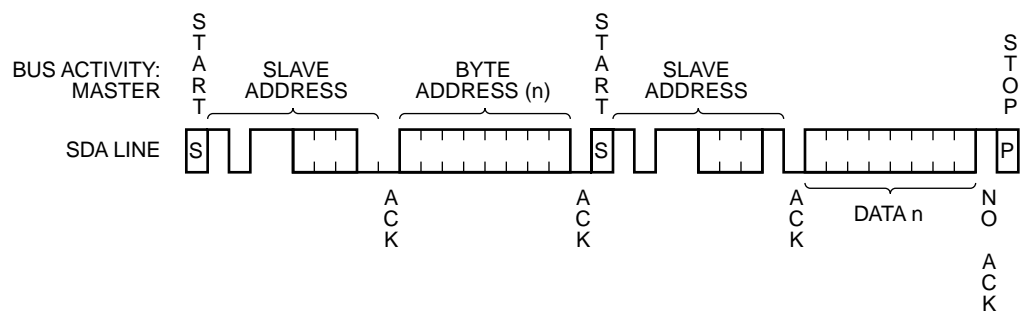 START
START
STOP
BUS ACTIVITY:
MASTER
SLAVE
ADDRESS
BYTE
ADDRESS (n)
SLAVE
ADDRESS
SDA LINE
S
S
P
ACK
ACK
ACK
DATA n
NO ACK